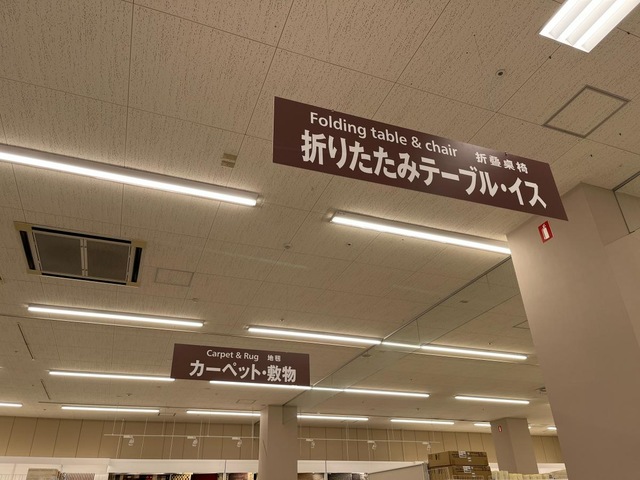 Folding table & chair 折疊桌椅
折りたたみテーブル・イス
Carpet & Rug 地毯
カーペット・敷物